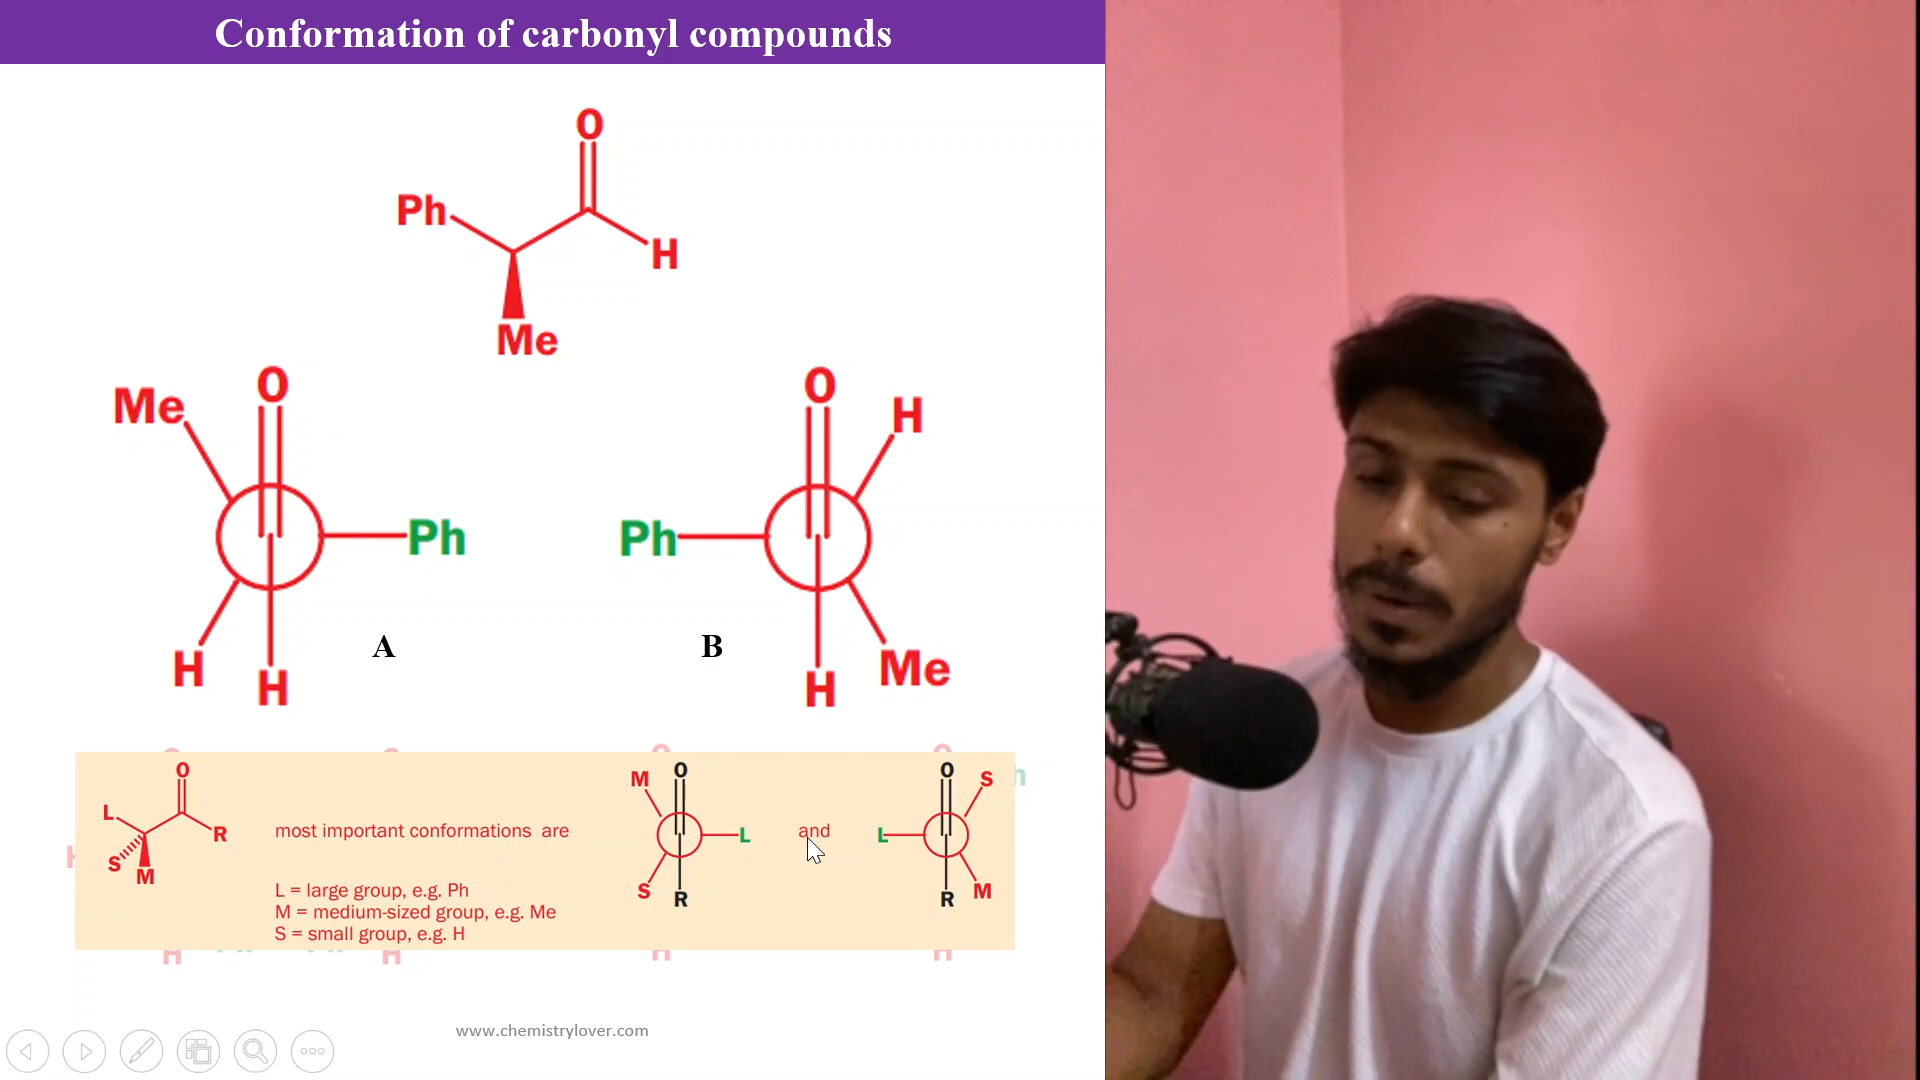 Conformation of carbonyl compounds
O
Ph
H
Me
O
Me
Ph
H
H
A
O
H
Ph
B
H
Me
O
L
R
S
M
most important conformations are
L = large group, e.g. Ph
M = medium-sized group, e.g. Me
S = small group, e.g. H
M
O
L
S
R
and
O
S
L
R
M
h
H
H
H
H
H
www.chemistrylover.com